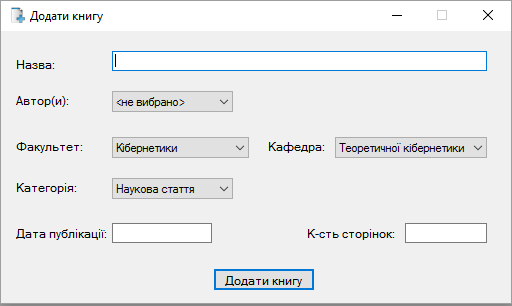 Додати книгу
Назва:
Автор(и): <не вибрано>
Факультет: Кібернетики Кафедра: Теоретичної кібернетики
Категорія: Наукова стаття
Дата публікації: К-сть сторінок:
Додати книгу